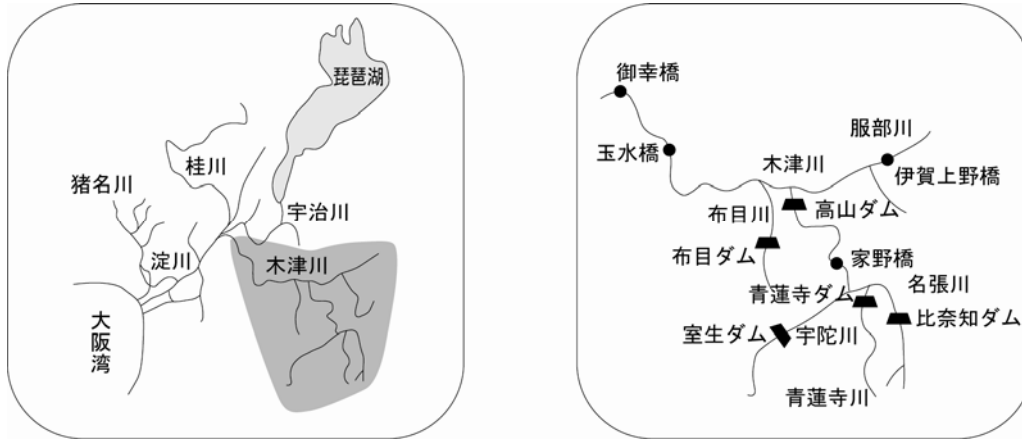 琵琶湖
桂川
猪名川
宇治川
淀川
木津川
大阪湾
御幸橋
服部川
玉水橋
木津川
伊賀上野橋
布目川
高山ダム
布目ダム
家野橋
名張川
青蓮寺ダム
比奈知ダム
室生ダム
宇陀川
青蓮寺川